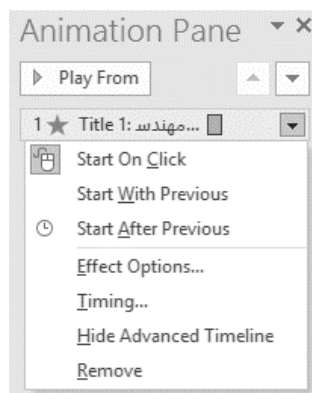 Animation Pane
Play From
1 Title 1: مهندس...
Start On Click
Start With Previous
Start After Previous
Effect Options...
Timing...
Hide Advanced Timeline
Remove